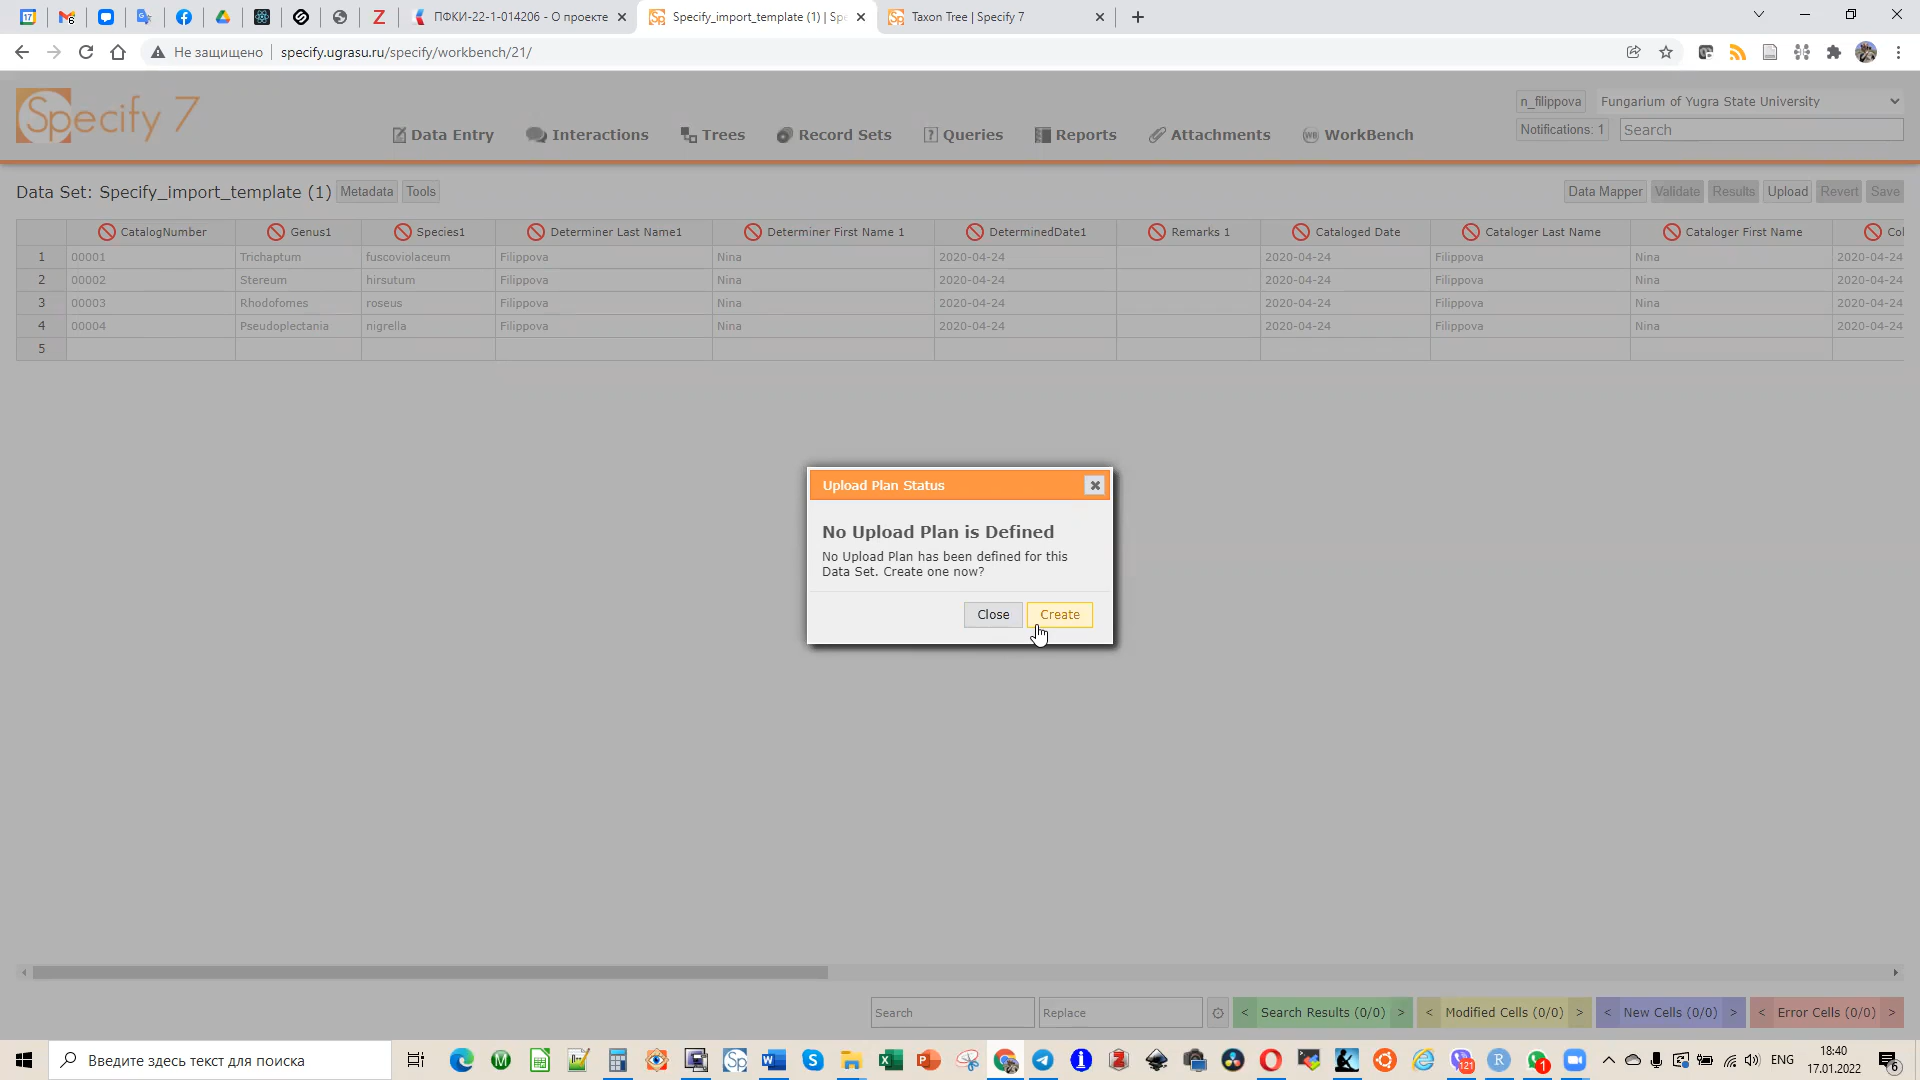 ПФКИ-22-1-014206 - О проекте
Specify_import_template (1) | Spe
Taxon Tree | Specify 7
Не защищено
specify.ugrasu.ru/specify/workbench/21/
Specify 7
Data Entry
Interactions
Trees
Record Sets
Queries
Reports
Attachments
WorkBench
n_filippova
Fungarium of Yugra State University
Notifications: 1
Search
Data Set: Specify_import_template (1)
Metadata
Tools
Data Mapper
Validate
Results
Upload
Revert
Save
CatalogNumber Genus1 Species1 Determiner Last Name1 Determiner First Name 1 DeterminedDate1 Remarks 1 Cataloged Date Cataloger Last Name Cataloger First Name Col
1 00001 Trichaptum fuscoviolaceum Filippova Nina 2020-04-24 2020-04-24 Filippova Nina 2020-04-24
2 00002 Stereum hirsutum Filippova Nina 2020-04-24 2020-04-24 Filippova Nina 2020-04-24
3 00003 Rhodofomes roseus Filippova Nina 2020-04-24 2020-04-24 Filippova Nina 2020-04-24
4 00004 Pseudoplectania nigrella Filippova Nina 2020-04-24 2020-04-24 Filippova Nina 2020-04-24
5
Upload Plan Status
No Upload Plan is Defined
No Upload Plan has been defined for this
Data Set. Create one now?
Close
Create
Search
Replace
< Search Results (0/0) >
< Modified Cells (0/0) >
< New Cells (0/0) >
< Error Cells (0/0) >
Введите здесь текст для поиска
ENG
18:40
17.01.2022